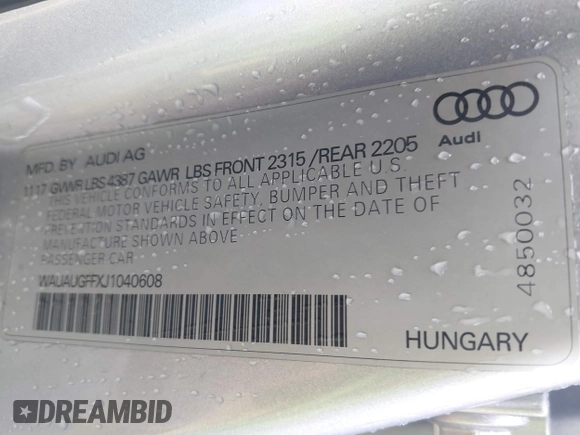 MFD. BY AUDI AG
11-17 GVWR LBS 4387 GAWR LBS FRONT 2315 /REAR 2205
THIS VEHICLE CONFORMS TO ALL APPLICABLE U.S.
FEDERAL MOTOR VEHICLE SAFETY, BUMPER AND THEFT
PREVENTION STANDARDS IN EFFECT ON THE DATE OF
MANUFACTURE SHOWN ABOVE
PASSENGER CAR
WAUAUGFFXJ1040608
Audi
4850032
HUNGARY
DREAMBID